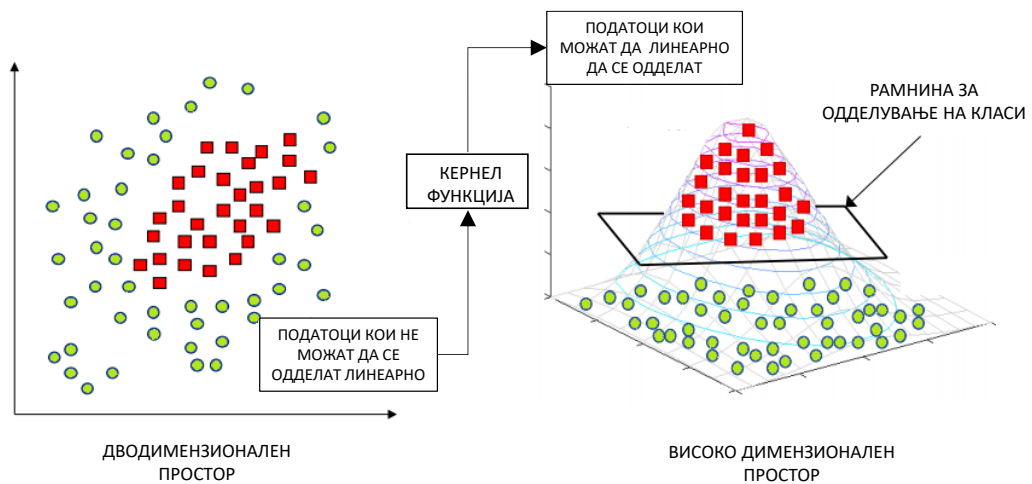 ПОДАТОЦИ КОИ
МОЖАТ ДА ЛИНЕАРНО
ДА СЕ ОДДЕЛАТ
РАМНИНА ЗА
ОДДЕЛУВАЊЕ НА КЛАСИ
КЕРНЕЛ
ФУНКЦИЈА
ПОДАТОЦИ КОИ НЕ
МОЖАТ ДА СЕ
ОДДЕЛАТ ЛИНЕАРНО
ДВОДИМЕНЗИОНАЛЕН
ПРОСТОР
ВИСОКО ДИМЕНЗИОНАЛЕН
ПРОСТОР